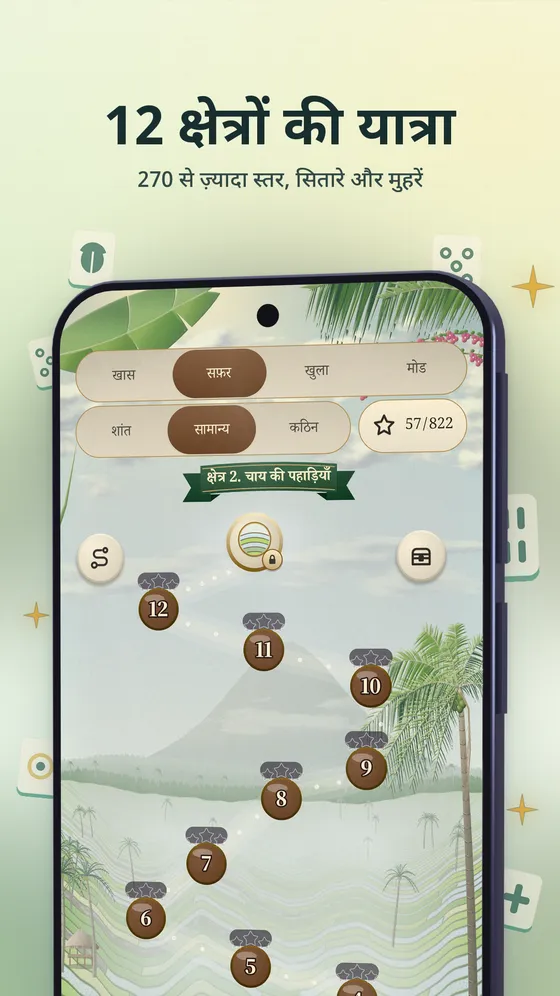 12 क्षेत्रों की यात्रा
270 से ज़्यादा स्तर, सितारे और मुहरें
खास सफ़र खुला मोड
शांत सामान्य कठिन 57/822
क्षेत्र 2. चाय की पहाड़ियाँ
12
11
10
9
8
7
6
5